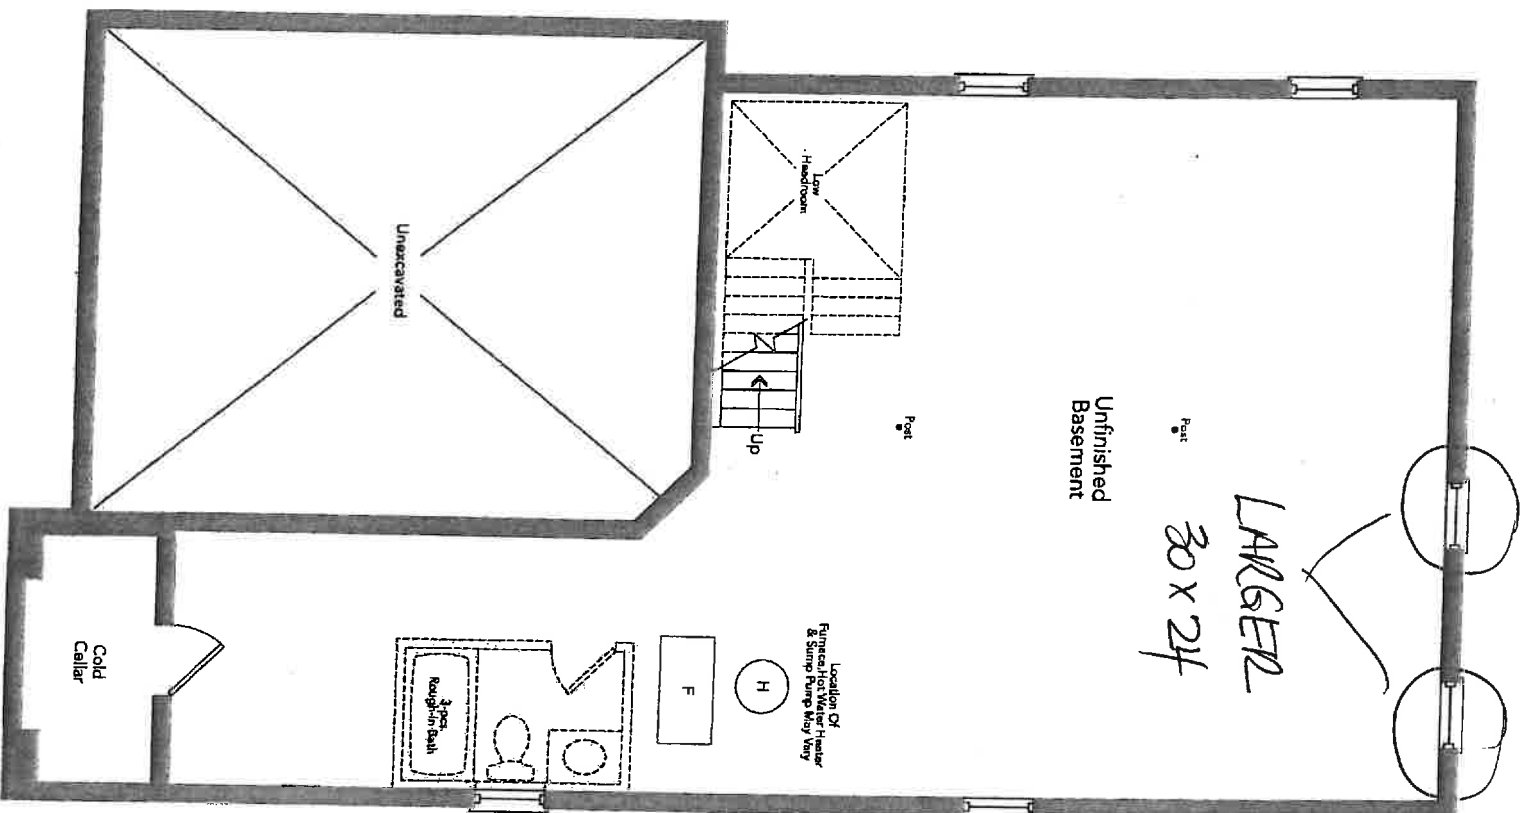 Unexcavated
Low
Headroom
Up
Post
Unfinished
Basement
Post
LARGER
30 X 24
Location Of
Furnace, Hot Water Heater
& Sump Pump May Vary
H
F
3-pcs.
Rough-in Bath
Cold
Cellar